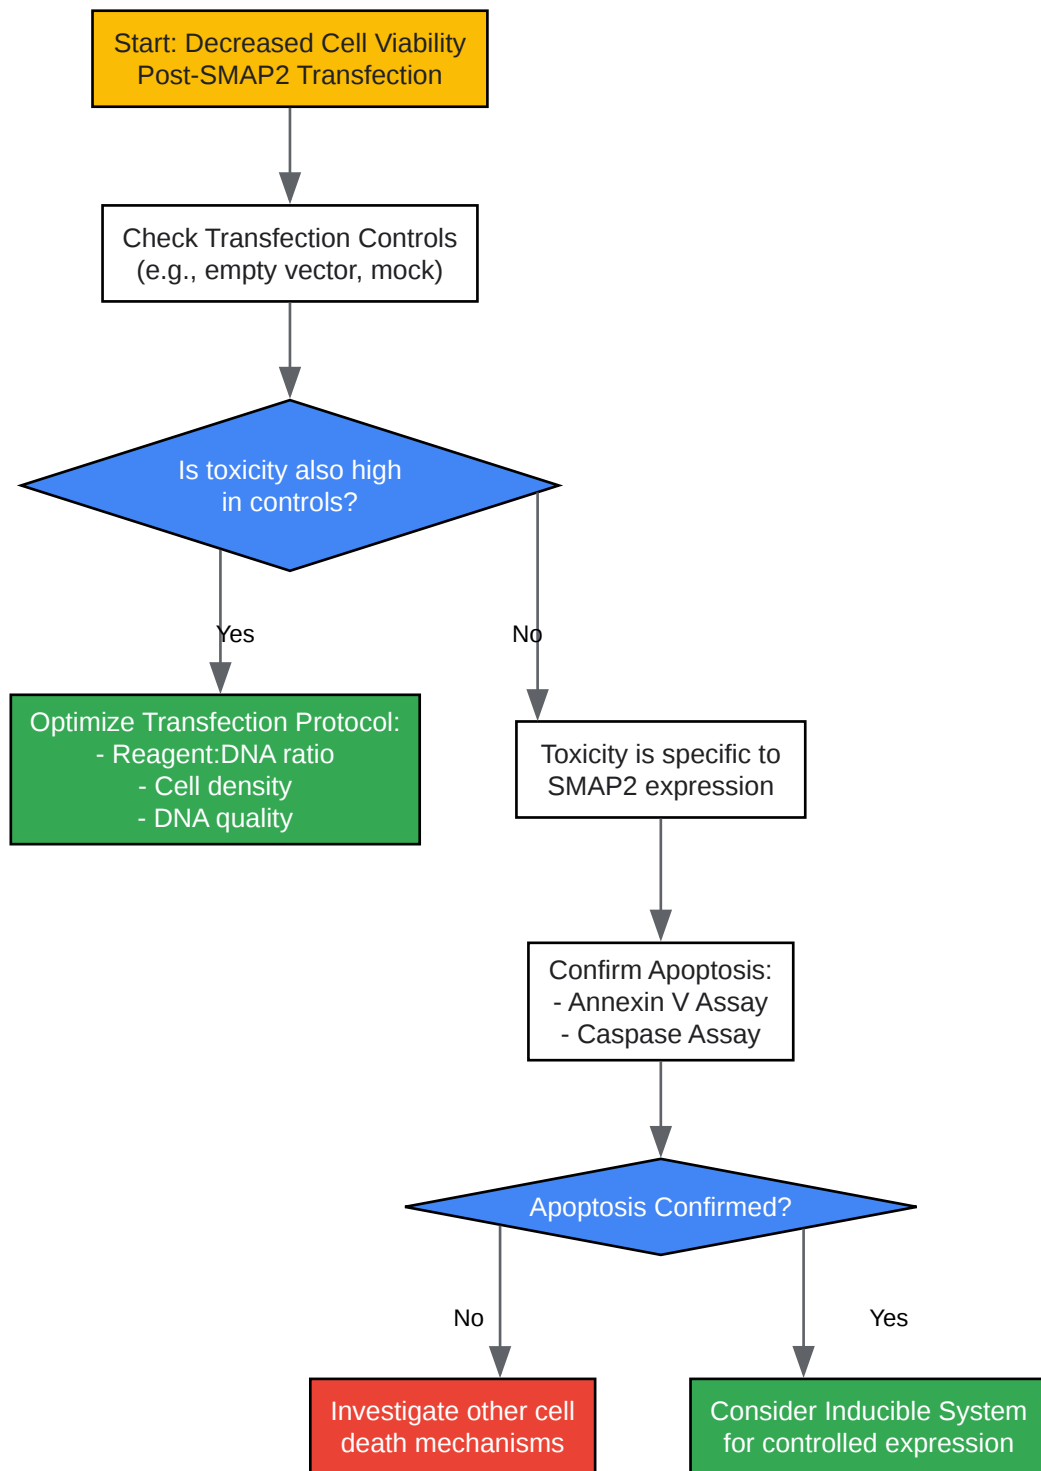 Start: Decreased Cell Viability
Post-SMAP2 Transfection
Check Transfection Controls
(e.g., empty vector, mock)
Is toxicity also high
in controls?
Yes
No
Optimize Transfection Protocol:
- Reagent:DNA ratio
- Cell density
- DNA quality
Toxicity is specific to
SMAP2 expression
Confirm Apoptosis:
- Annexin V Assay
- Caspase Assay
Apoptosis Confirmed?
No
Yes
Investigate other cell
death mechanisms
Consider Inducible System
for controlled expression